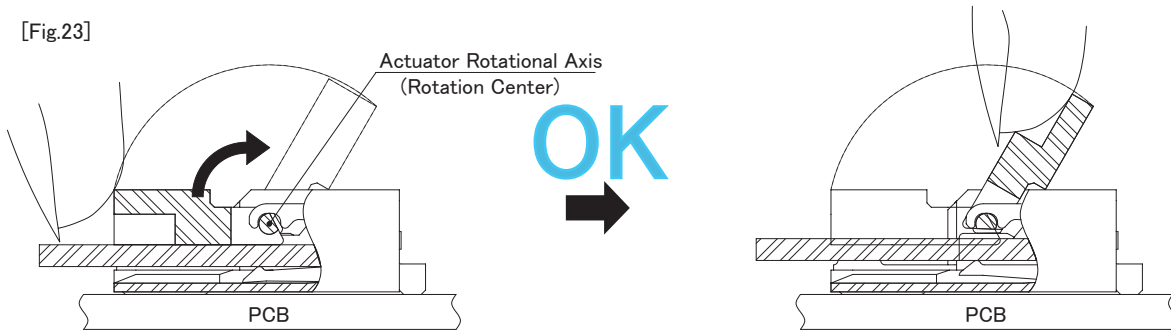 [Fig.23]
Actuator Rotational Axis
(Rotation Center)
OK
PCB
PCB